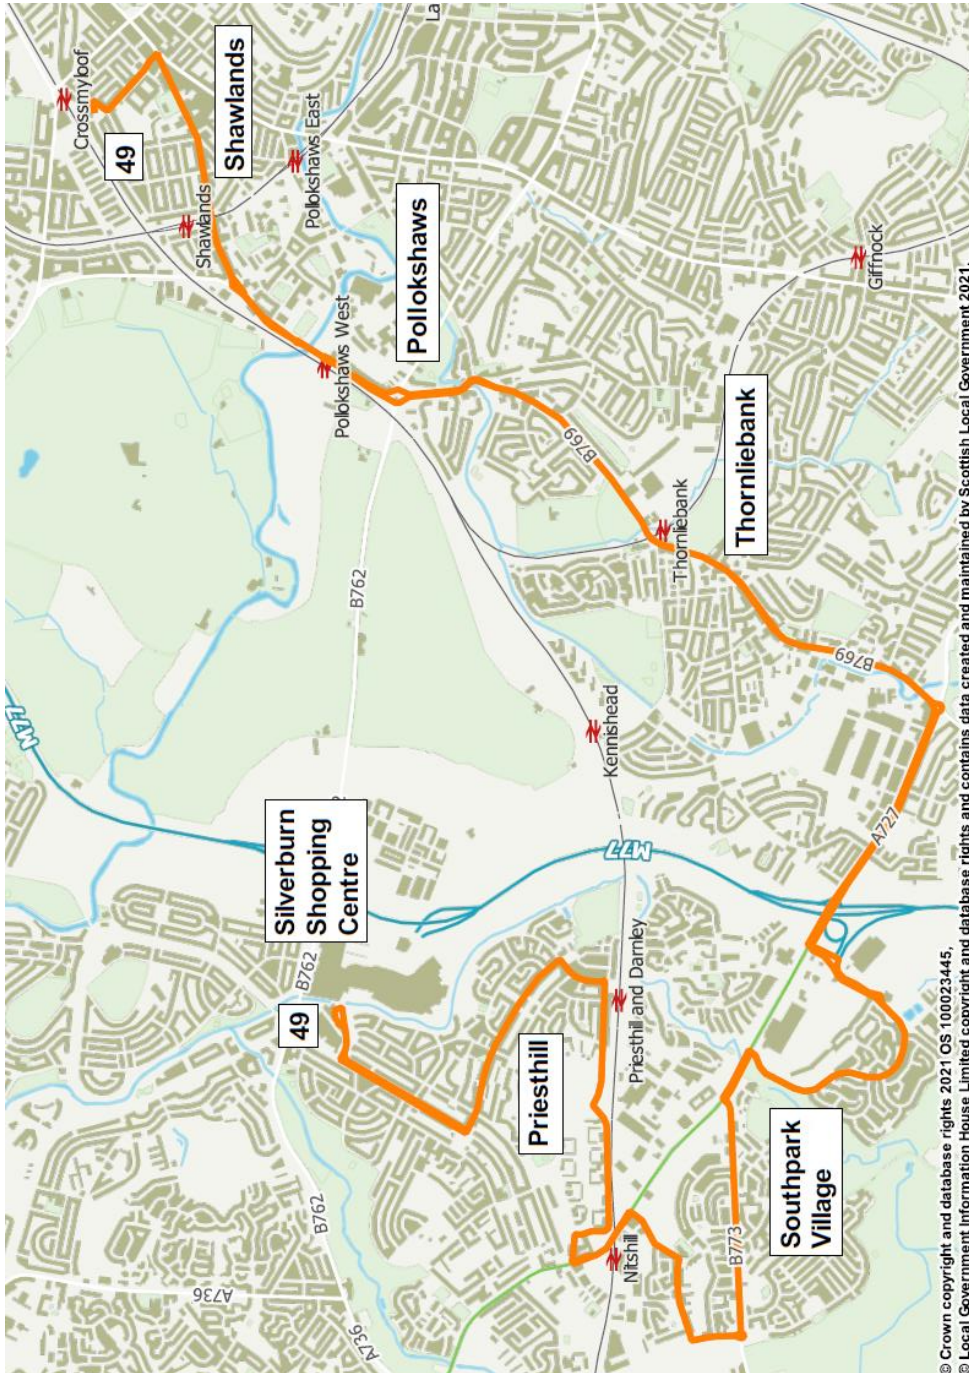 Crossmyloof
49
Shawlands
Shawlands
Pollokshaws East
Pollokshaws West
Pollokshaws
La
Giffnock
B769
Thornliebank
Thornliebank
B769
B762
Kennishead
M77
M77
A727
Silverburn
Shopping
Centre
B762
49
Priesthill
Priesthill and Darnley
Nitshill
B773
Southpark
Village
B762
A736
A736
© Crown copyright and database rights 2021 OS 100023445,
© Local Government Information House Limited copyright and database rights and contains data created and maintained by Scottish Local Government 2021.